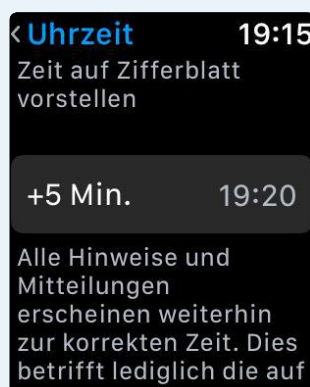 < Uhrzeit 19:15
Zeit auf Zifferblatt
vorstellen
+5 Min. 19:20
Alle Hinweise und
Mitteilungen
erscheinen weiterhin
zur korrekten Zeit. Dies
betrifft lediglich die auf